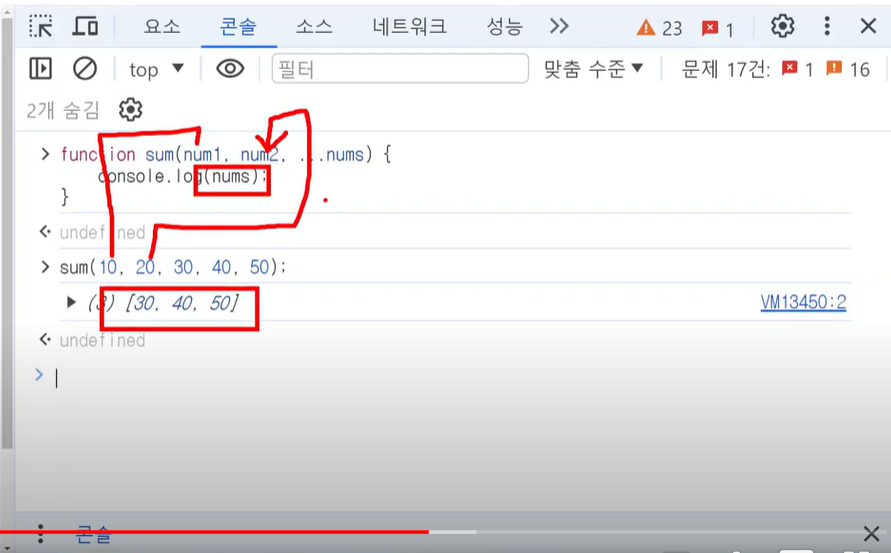 요소 콘솔 소스 네트워크 성능 >> 23 1
top ▼ 필터 맞춤 수준 ▼ 문제 17건: 1 16
2개 숨김
> function sum(num1, num2, ...nums) {
console.log(nums);
}
<· undefined
> sum(10, 20, 30, 40, 50);
▶ (3) [30, 40, 50] VM13450:2
<· undefined
>
콘솔